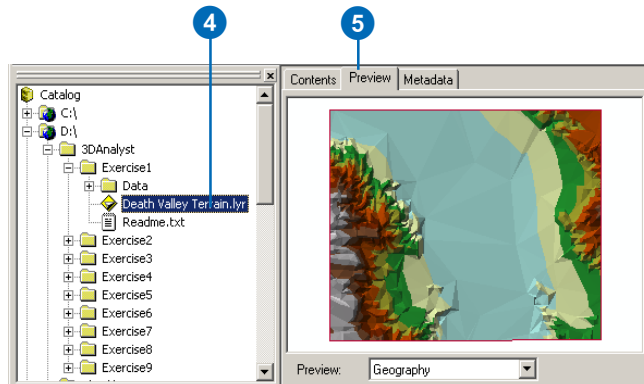 4
5
Catalog
C:\
D:\
3DAnalyst
Exercise1
Data
Death Valley Terrain.lyr
Readme.txt
Exercise2
Exercise3
Exercise4
Exercise5
Exercise6
Exercise7
Exercise8
Exercise9
Contents Preview Metadata
Preview: Geography